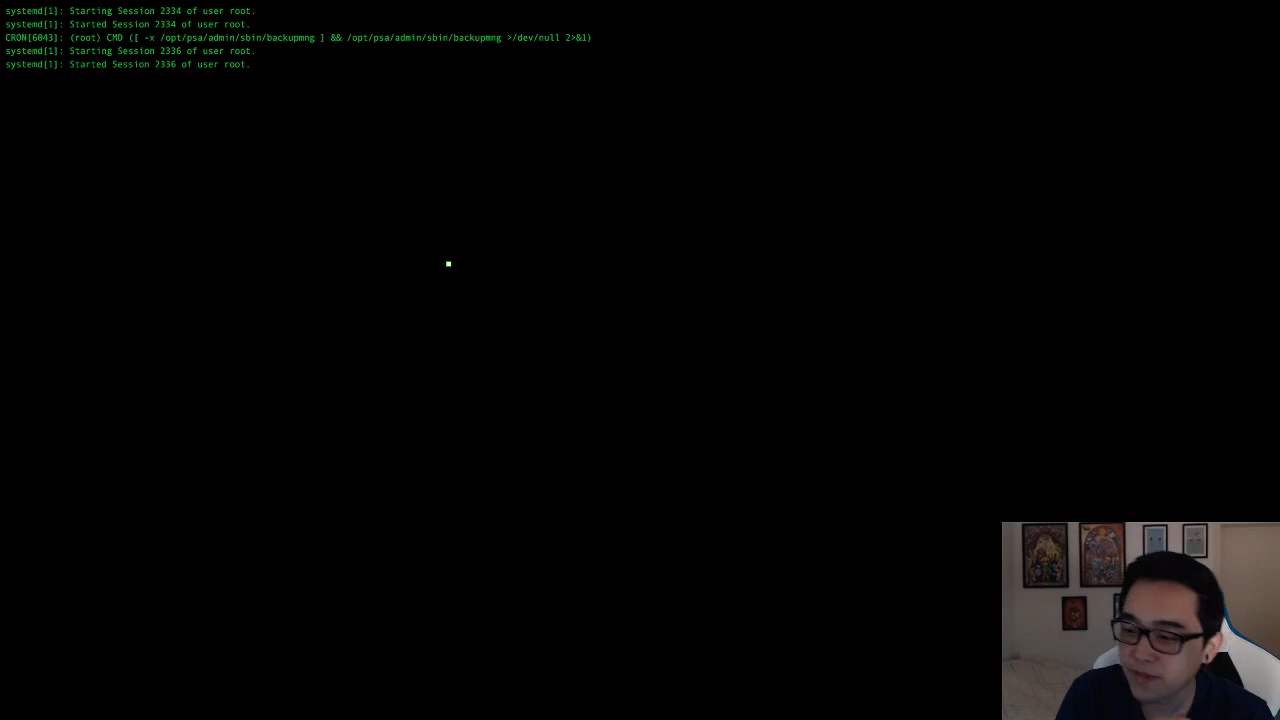 systemd[1]: Starting Session 2334 of user root.
systemd[1]: Started Session 2334 of user root.
CRON[6043]: (root) CMD ([ -x /opt/psa/admin/sbin/backupmng ] && /opt/psa/admin/sbin/backupmng >/dev/null 2>&1)
systemd[1]: Starting Session 2336 of user root.
systemd[1]: Started Session 2336 of user root.